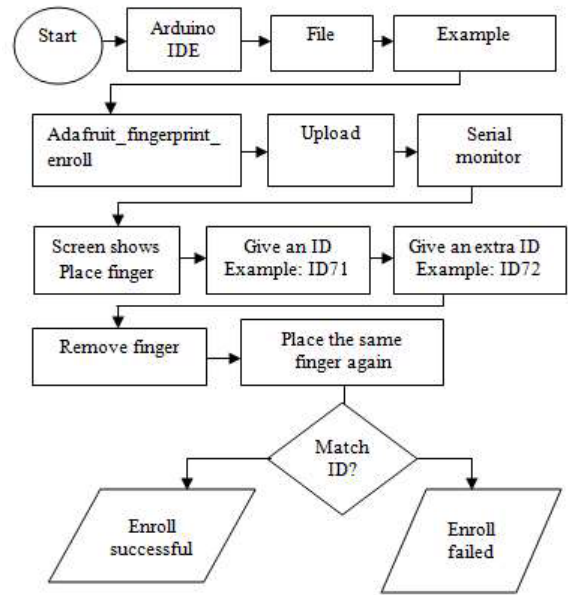 Start
Arduino
IDE
File
Example
Adafruit_fingerprint_
enroll
Upload
Serial
monitor
Screen shows
Place finger
Give an ID
Example: ID71
Give an extra ID
Example: ID72
Remove finger
Place the same
finger again
Match
ID?
Enroll
successful
Enroll
failed